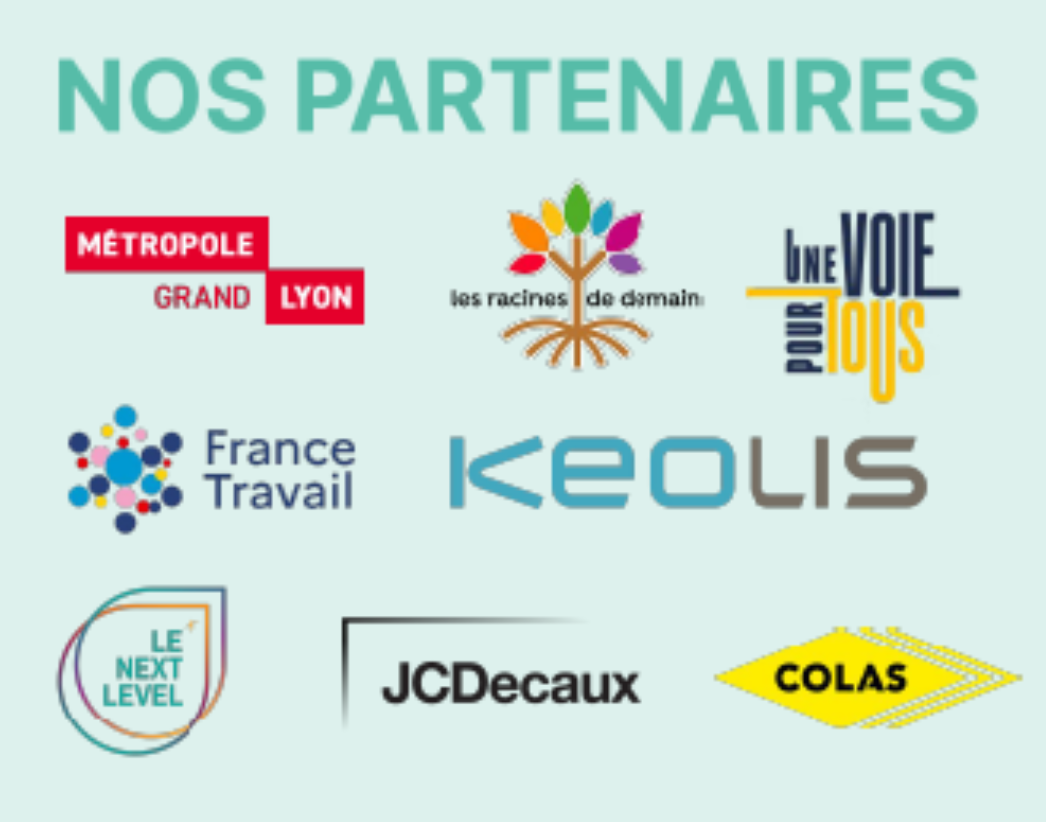 NOS PARTENAIRES
MÉTROPOLE
GRAND LYON
les racines de demain
UNE VOIE
POUR TOUS
France
Travail
KEOLIS
LE
NEXT
LEVEL
JCDecaux
COLAS